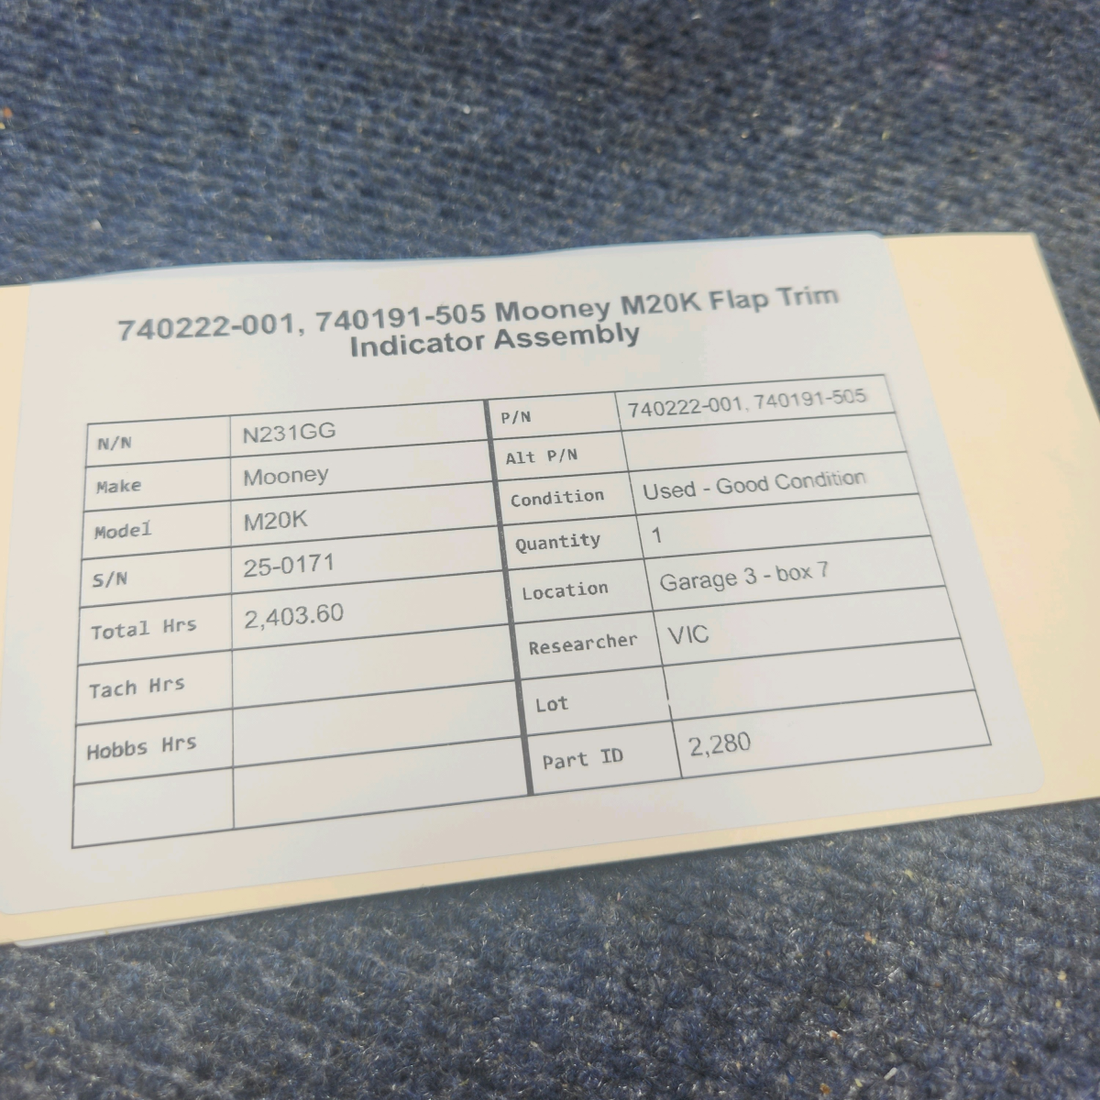 740222-001, 740191-505 Mooney M20K Flap Trim
Indicator Assembly
N/N N231GG
Make Mooney
Model M20K
S/N 25-0171
Total Hrs 2,403.60
Tach Hrs
Hobbs Hrs
P/N 740222-001, 740191-505
Alt P/N
Condition Used - Good Condition
Quantity 1
Location Garage 3 - box 7
Researcher VIC
Lot
Part ID 2,280